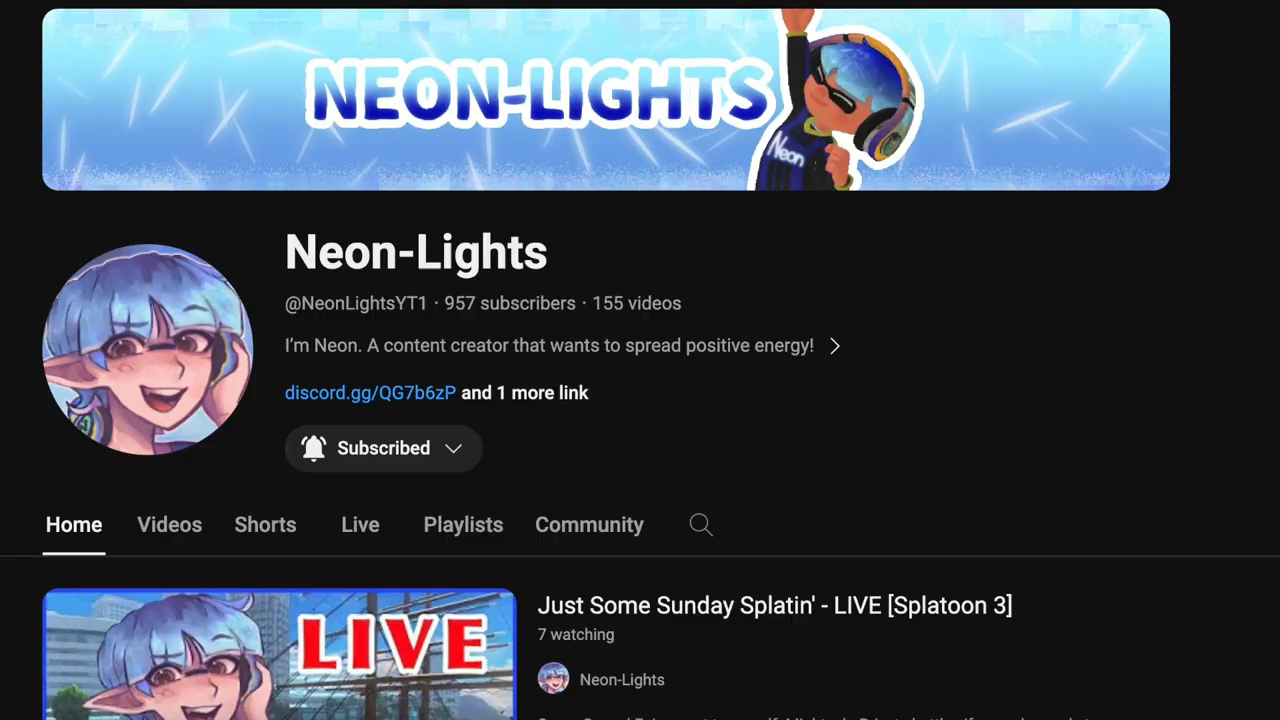 NEON-LIGHTS
Neon
Neon-Lights
@NeonLightsYT1 · 957 subscribers · 155 videos
I’m Neon. A content creator that wants to spread positive energy!
discord.gg/QG7b6zP and 1 more link
Subscribed
Home Videos Shorts Live Playlists Community
LIVE
Just Some Sunday Splatin' - LIVE [Splatoon 3]
7 watching
Neon-Lights